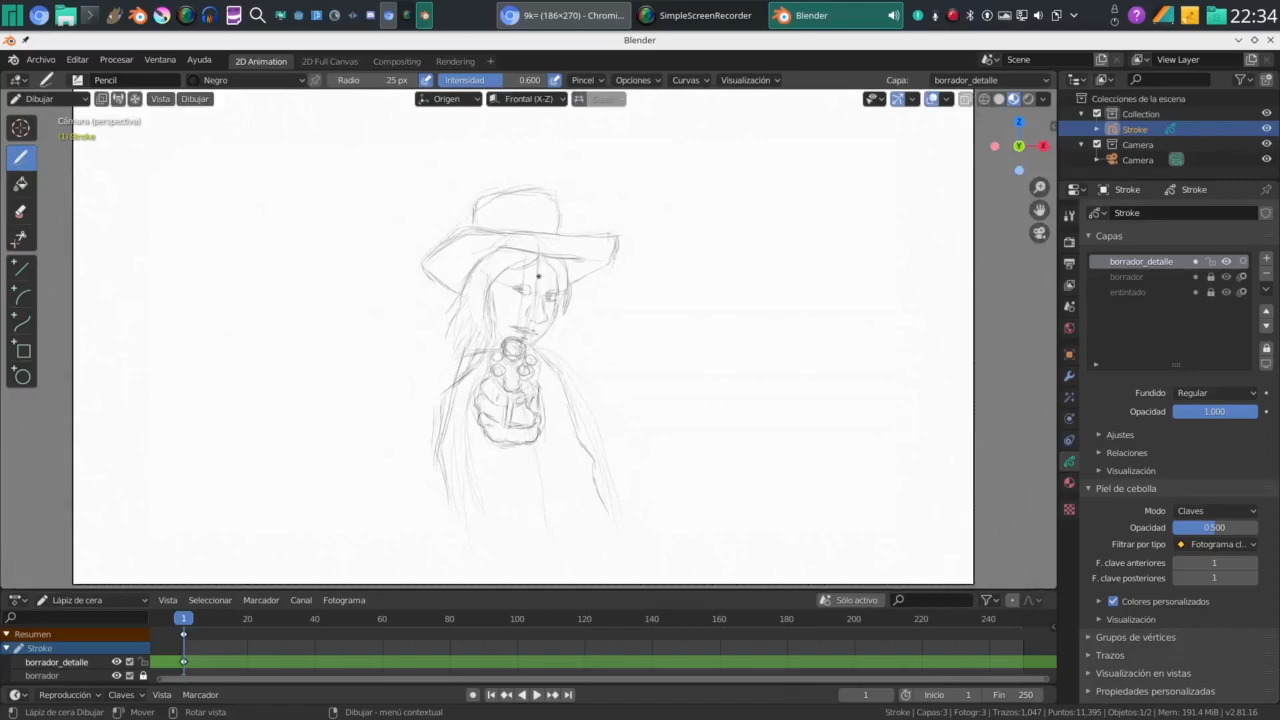 9k= (186×270) - Chromi...
SimpleScreenRecorder
Blender
22:34
Blender
Archivo Editar Procesar Ventana Ayuda
2D Animation 2D Full Canvas Compositing Rendering
Scene
View Layer
Pencil
Negro
Radio 25 px
Intensidad 0.600
Pincel
Opciones
Curvas
Visualización
Capa: borrador_detalle
Dibujar
Vista
Dibujar
Origen
Frontal (X-Z)
Cámara (perspectiva)
(1) Stroke
Z
Y
X
Colecciones de la escena
Collection
Stroke
Camera
Camera
Stroke
Stroke
Stroke
Capas
borrador_detalle
borrador
entintado
Fundido Regular
Opacidad 1.000
Ajustes
Relaciones
Visualización
Piel de cebolla
Modo Claves
Opacidad 0.500
Filtrar por tipo Fotograma cl...
F. clave anteriores 1
F. clave posteriores 1
Colores personalizados
Visualización
Grupos de vértices
Trazos
Visualización en vistas
Propiedades personalizadas
Lápiz de cera
Vista Seleccionar Marcador Canal Fotograma
Sólo activo
1 20 40 60 80 100 120 140 160 180 200 220 240
Resumen
Stroke
borrador_detalle
borrador
Reproducción Claves Vista Marcador
1 Inicio 1 Fin 250
Lápiz de cera Dibujar Mover Rotar vista Dibujar - menú contextual
Stroke | Capas:3 | Fotogr:3 | Trazos:1,047 | Puntos:11,395 | Objetos:1/2 | Mem: 191.4 MiB | v2.81.16